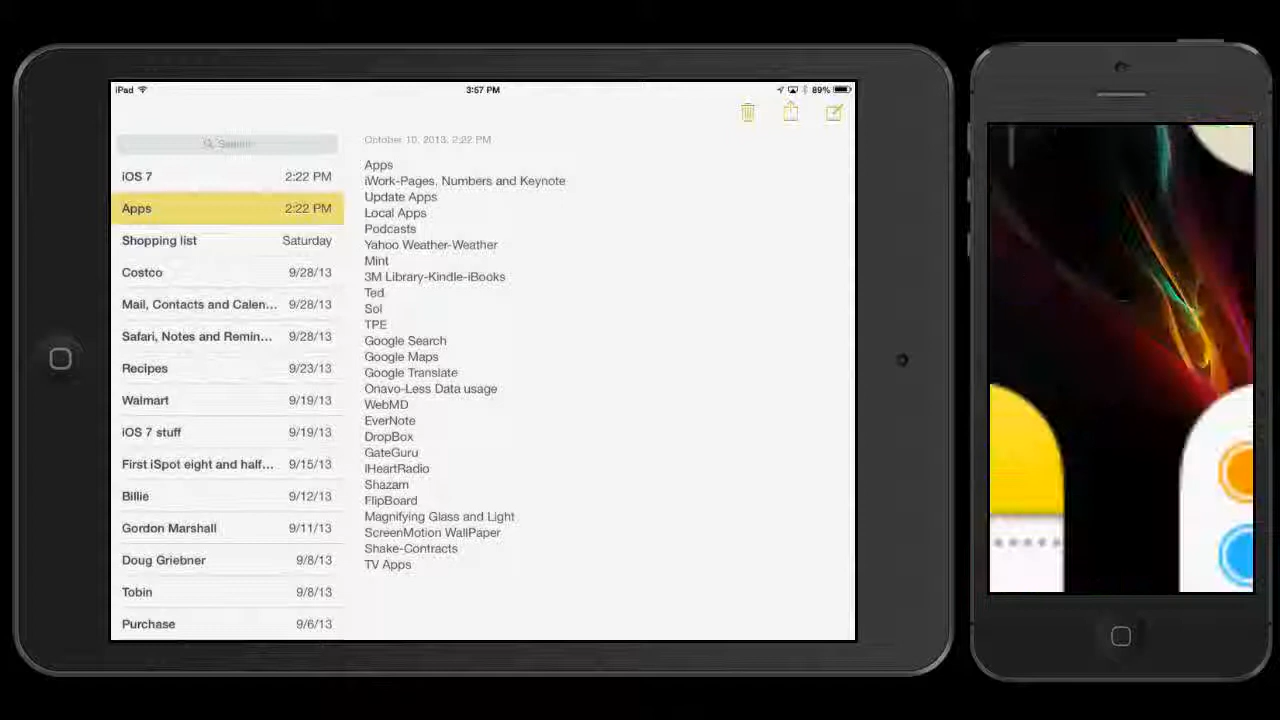 iPad
3:57 PM
89%
Search
October 10, 2013, 2:22 PM
iOS 7 2:22 PM
Apps 2:22 PM
Shopping list Saturday
Costco 9/28/13
Mail, Contacts and Calen... 9/28/13
Safari, Notes and Remin... 9/28/13
Recipes 9/23/13
Walmart 9/19/13
iOS 7 stuff 9/19/13
First iSpot eight and half... 9/15/13
Billie 9/12/13
Gordon Marshall 9/11/13
Doug Griebner 9/8/13
Tobin 9/8/13
Purchase 9/6/13
Apps
iWork-Pages, Numbers and Keynote
Update Apps
Local Apps
Podcasts
Yahoo Weather-Weather
Mint
3M Library-Kindle-iBooks
Ted
Sol
TPE
Google Search
Google Maps
Google Translate
Onavo-Less Data usage
WebMD
EverNote
DropBox
GateGuru
IHeartRadio
Shazam
FlipBoard
Magnifying Glass and Light
ScreenMotion WallPaper
Shake-Contracts
TV Apps